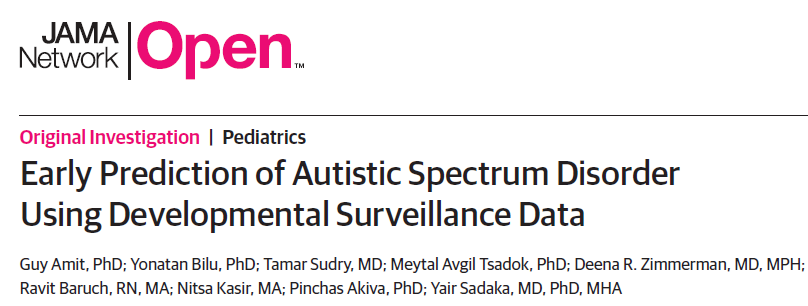 JAMA
Network Open™
Original Investigation | Pediatrics
Early Prediction of Autistic Spectrum Disorder
Using Developmental Surveillance Data
Guy Amit, PhD; Yonatan Bilu, PhD; Tamar Sudry, MD; Meytal Avgil Tsadok, PhD; Deena R. Zimmerman, MD, MPH;
Ravit Baruch, RN, MA; Nitsa Kasir, MA; Pinchas Akiva, PhD; Yair Sadaka, MD, PhD, MHA